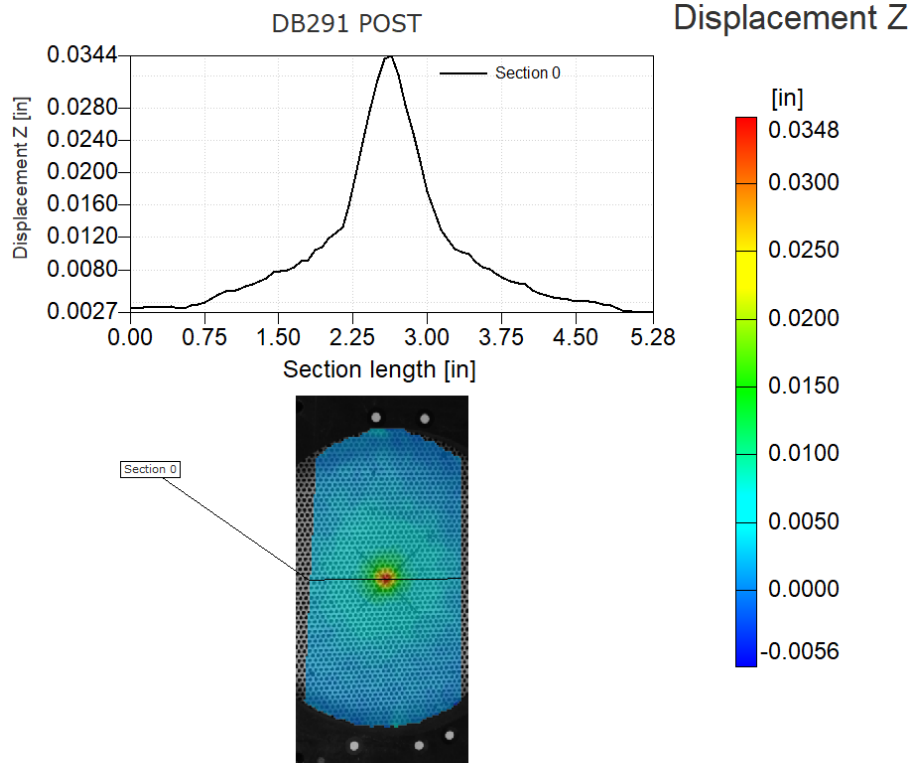 DB291 POST
Displacement Z
Displacement Z [in]
0.0344
0.0280
0.0240
0.0200
0.0160
0.0120
0.0080
0.0027
Section 0
0.00 0.75 1.50 2.25 3.00 3.75 4.50 5.28
Section length [in]
[in]
0.0348
0.0300
0.0250
0.0200
0.0150
0.0100
0.0050
0.0000
-0.0056
Section 0